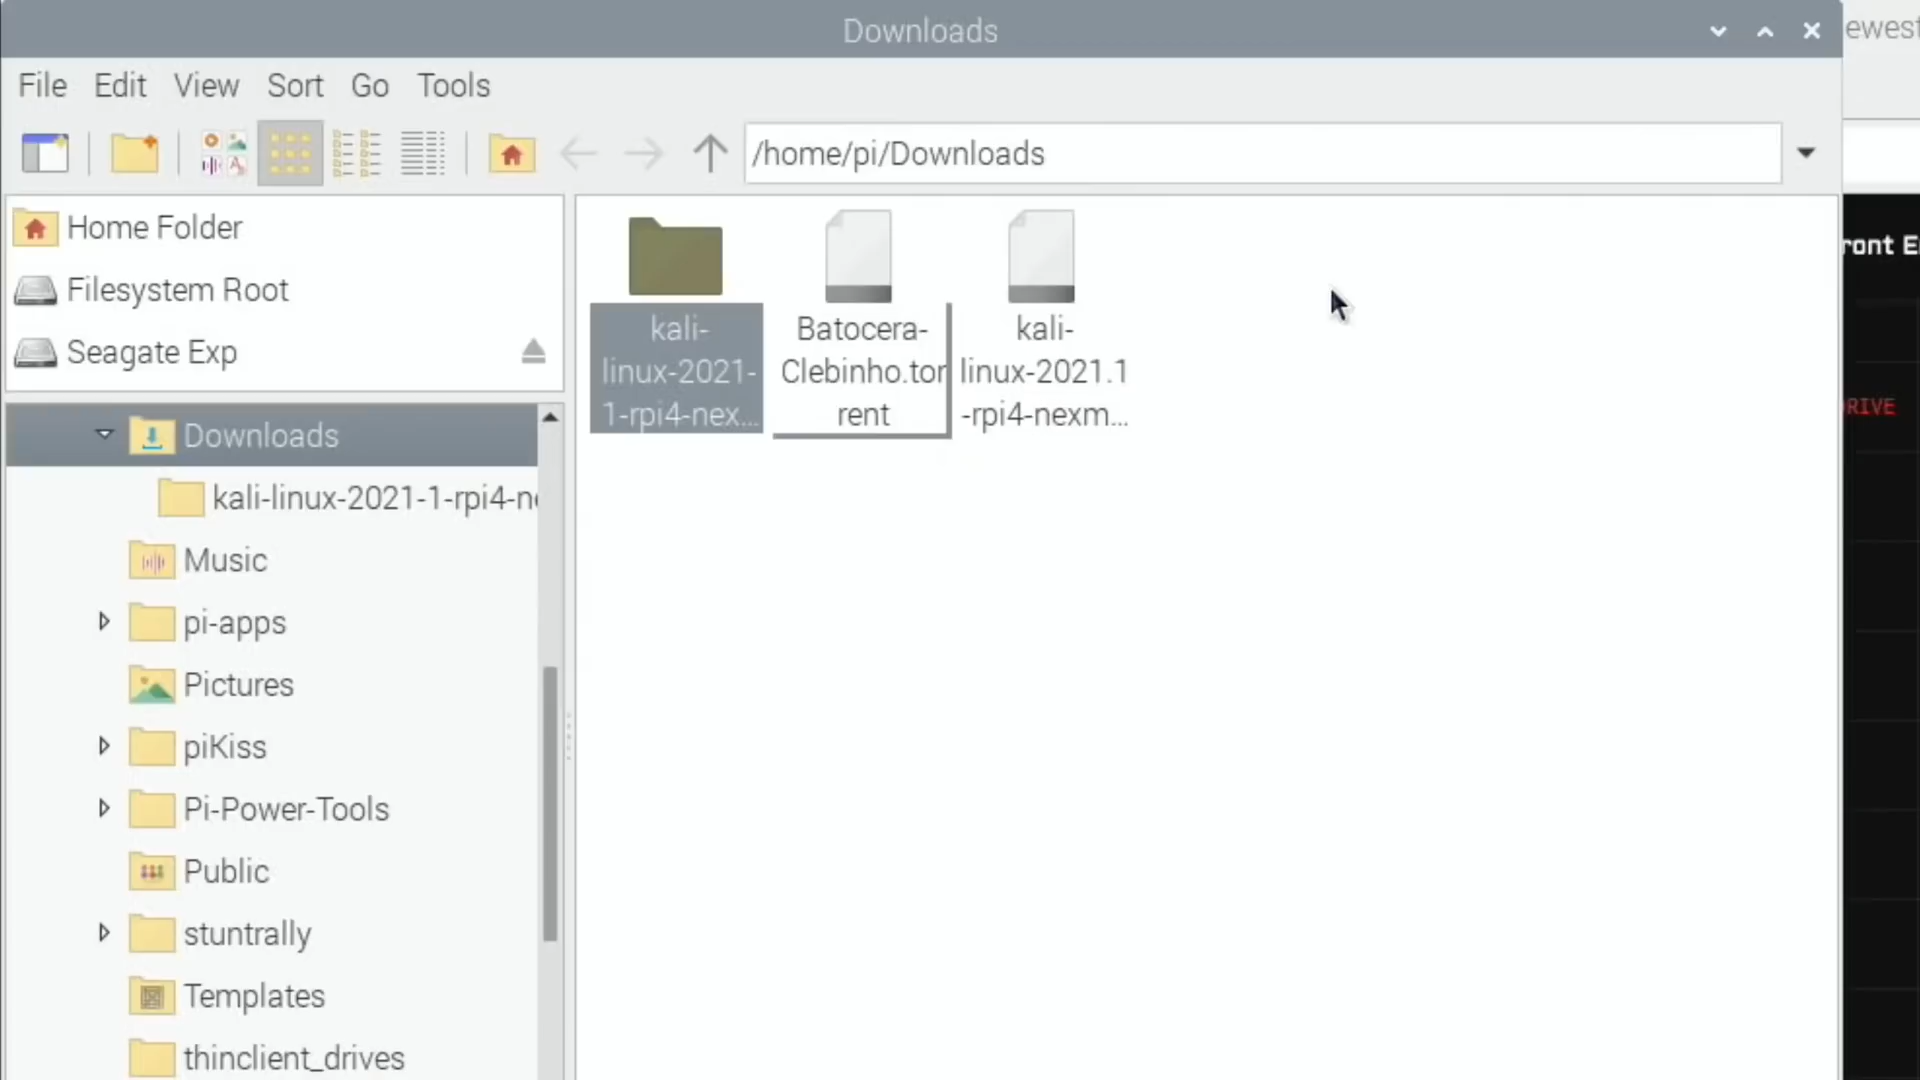 Downloads
File Edit View Sort Go Tools
/home/pi/Downloads
Home Folder
Filesystem Root
Seagate Exp
Downloads
kali-linux-2021-1-rpi4-ne
Music
pi-apps
Pictures
piKiss
Pi-Power-Tools
Public
stuntrally
Templates
thinclient_drives
kali-
linux-2021-
1-rpi4-nex...
Batocera-
Clebinho.tor
rent
kali-
linux-2021.1
-rpi4-nexm...
ewest
ront E
RIVE